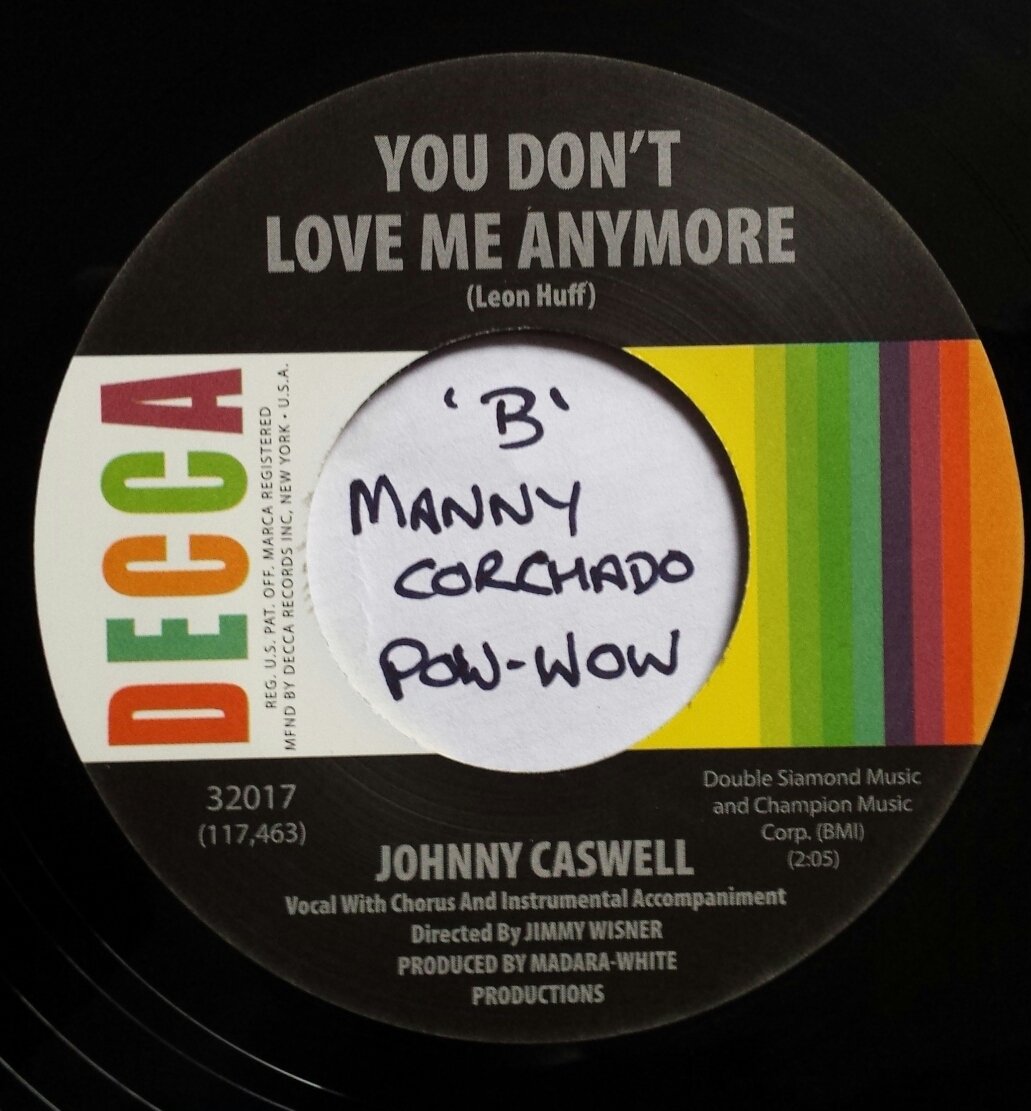 YOU DON'T
LOVE ME ANYMORE
(Leon Huff)
DECCA
REG. U.S. PAT. OFF. MARCA REGISTERED
MFND BY DECCA RECORDS INC, NEW YORK • U.S.A.
'B'
MANNY
CORCHADO
POW-WOW
32017
(117,463)
Double Siamond Music
and Champion Music
Corp. (BMI)
(2:05)
JOHNNY CASWELL
Vocal With Chorus And Instrumental Accompaniment
Directed By JIMMY WISNER
PRODUCED BY MADARA-WHITE
PRODUCTIONS